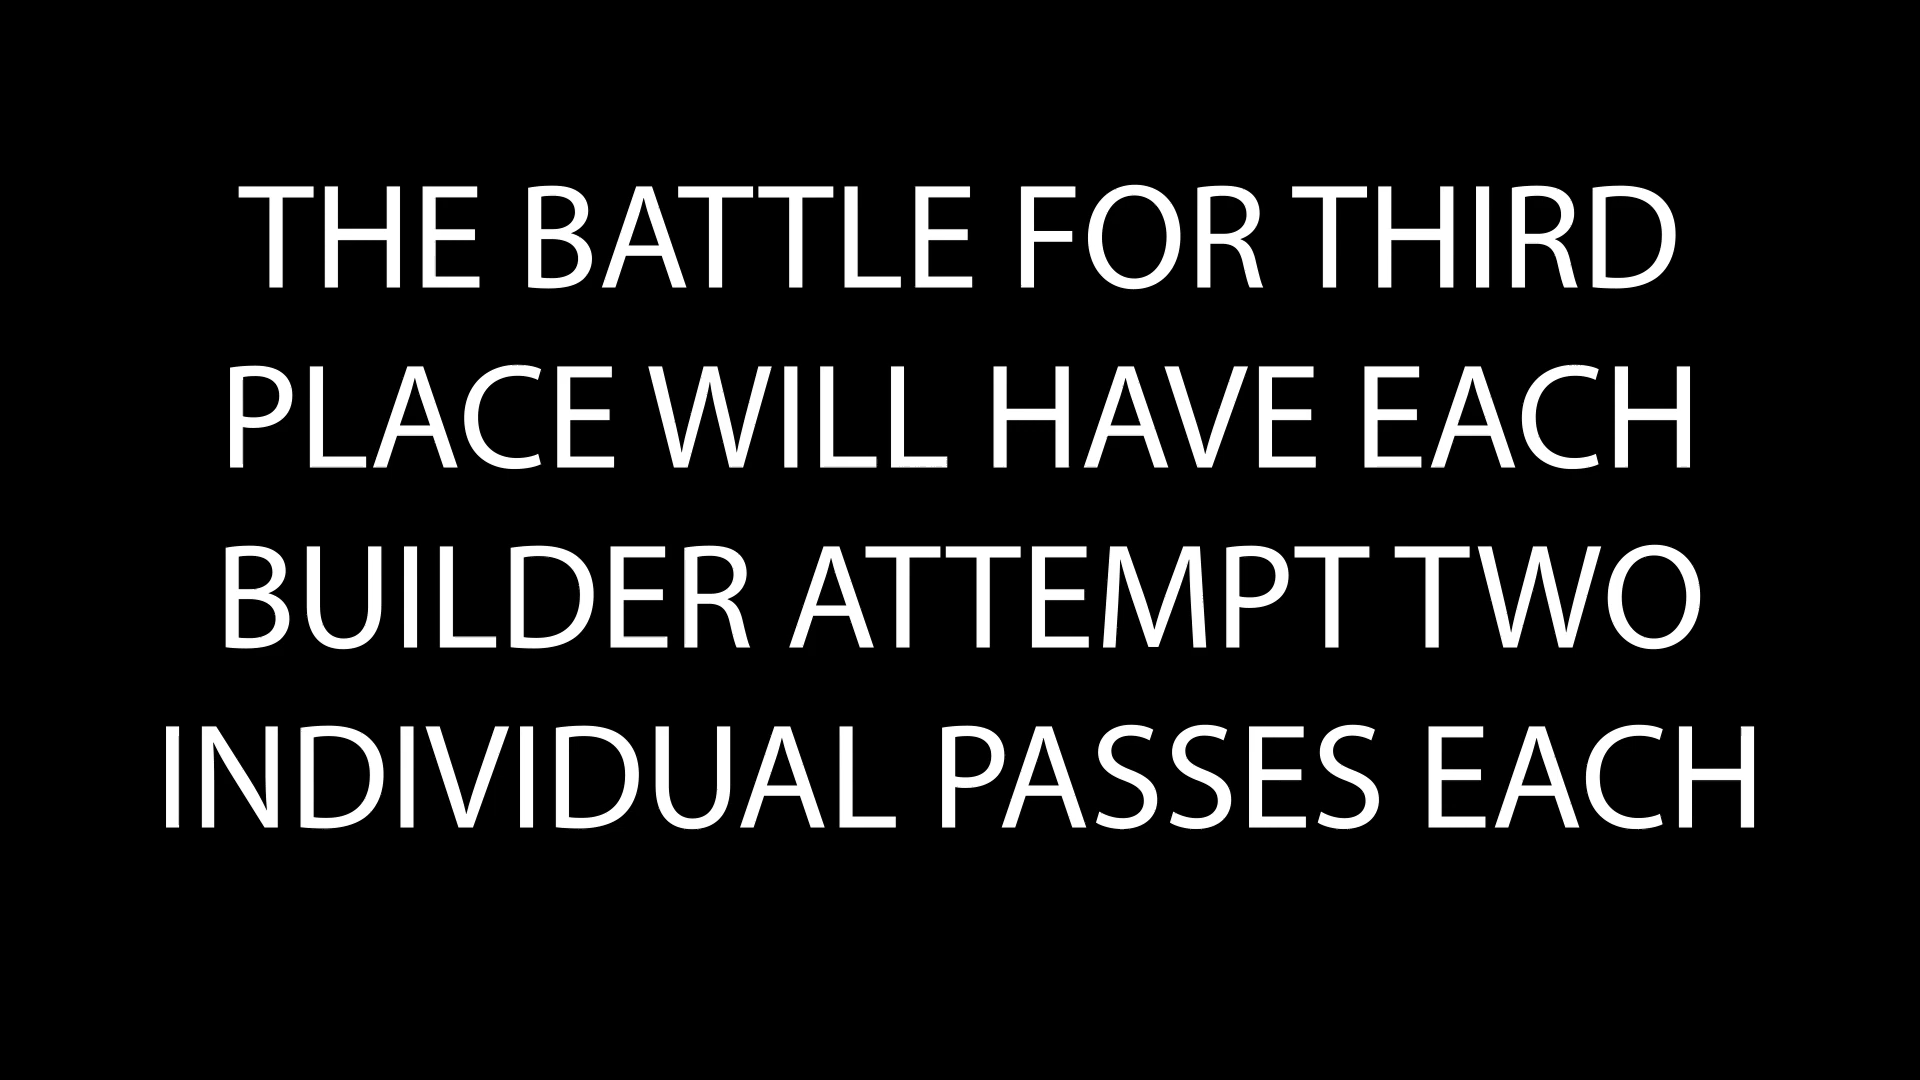 THE BATTLE FOR THIRD
PLACE WILL HAVE EACH
BUILDER ATTEMPT TWO
INDIVIDUAL PASSES EACH